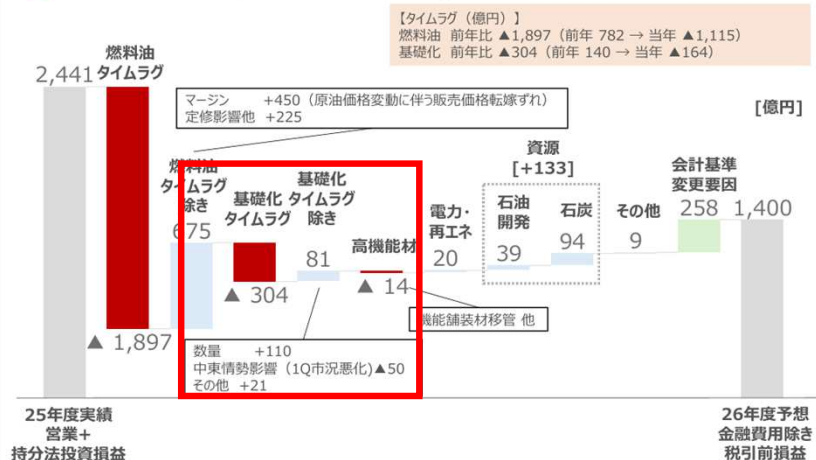 【タイムラグ（億円）】
燃料油 前年比 ▲1,897（前年 782 → 当年 ▲1,115）
基礎化 前年比 ▲304（前年 140 → 当年 ▲164）
燃料油
タイムラグ
2,441
マージン +450（原油価格変動に伴う販売価格転嫁ずれ）
定修影響他 +225
[億円]
燃料油
タイムラグ
除き
675
▲ 1,897
基礎化
タイムラグ
▲ 304
基礎化
タイムラグ
除き
81
高機能材
▲ 14
電力・
再エネ
20
資源
[+133]
石油
開発
39
石炭
94
その他
9
会計基準
変更要因
258
1,400
機能舗装材移管 他
数量 +110
中東情勢影響（1Q市況悪化)▲50
その他 +21
25年度実績
営業+
持分法投資損益
26年度予想
金融費用除き
税引前損益